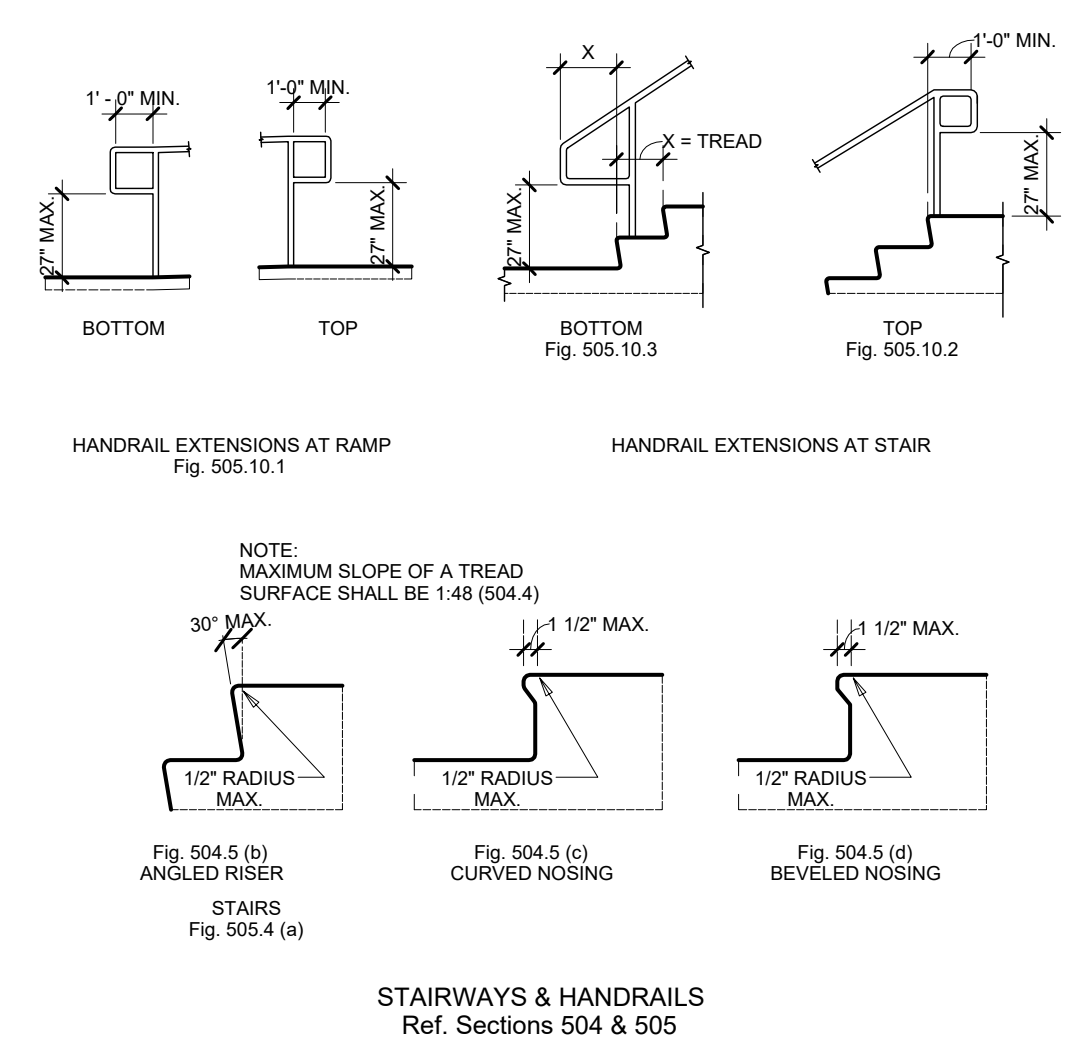 1' - 0" MIN.
27" MAX.
BOTTOM
1'-0" MIN.
27" MAX.
TOP
HANDRAIL EXTENSIONS AT RAMP
Fig. 505.10.1
X
X = TREAD
27" MAX.
BOTTOM
Fig. 505.10.3
1'-0" MIN.
27" MAX.
TOP
Fig. 505.10.2
HANDRAIL EXTENSIONS AT STAIR
NOTE:
MAXIMUM SLOPE OF A TREAD
SURFACE SHALL BE 1:48 (504.4)
30° MAX.
1/2" RADIUS
MAX.
Fig. 504.5 (b)
ANGLED RISER
STAIRS
Fig. 505.4 (a)
1 1/2" MAX.
1/2" RADIUS
MAX.
Fig. 504.5 (c)
CURVED NOSING
1 1/2" MAX.
1/2" RADIUS
MAX.
Fig. 504.5 (d)
BEVELED NOSING
STAIRWAYS & HANDRAILS
Ref. Sections 504 & 505